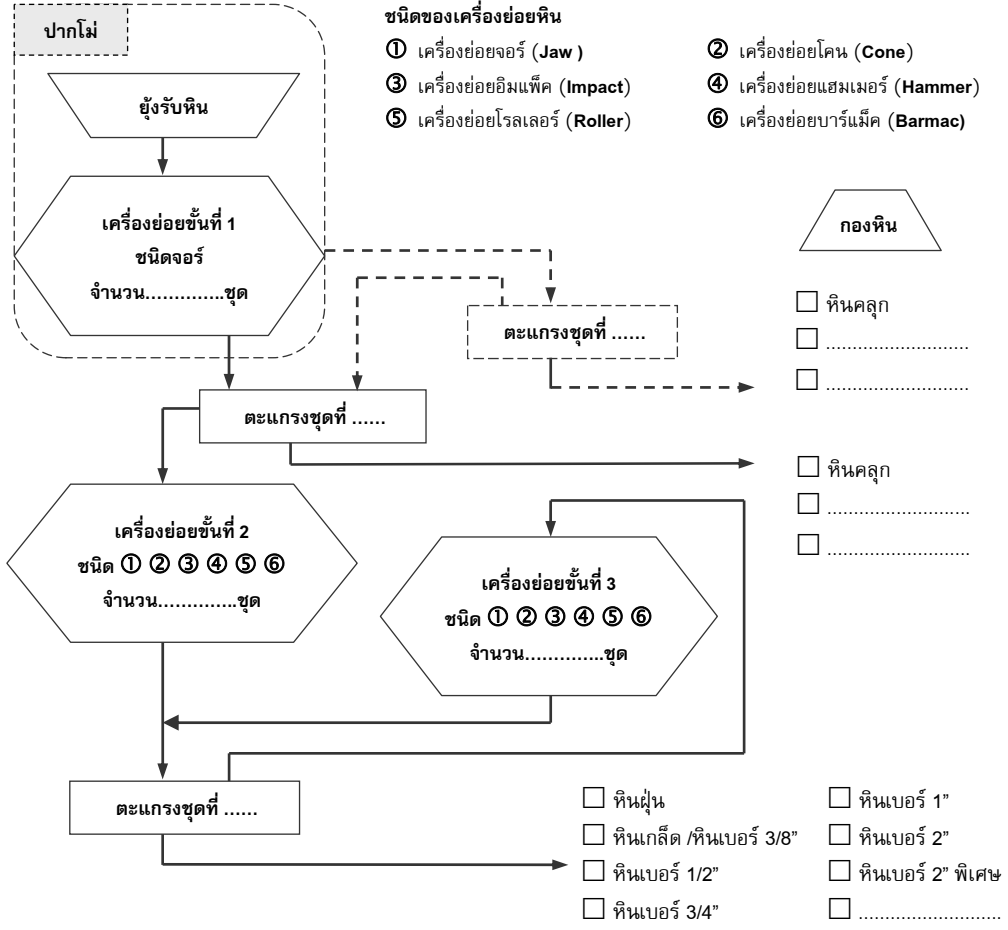 ปากโม่
ยุ้งรับหิน
เครื่องย่อยขั้นที่ 1
ชนิดจอร์
จำนวน…………..ชุด
ชนิดของเครื่องย่อยหิน
① เครื่องย่อยจอร์ (Jaw )
② เครื่องย่อยโคน (Cone)
③ เครื่องย่อยอิมแพ็ค (Impact)
④ เครื่องย่อยแฮมเมอร์ (Hammer)
⑤ เครื่องย่อยโรลเลอร์ (Roller)
⑥ เครื่องย่อยบาร์แม็ค (Barmac)
กองหิน
ตะแกรงชุดที่ ……
☐ หินคลุก
☐ ..........................
☐ ..........................
ตะแกรงชุดที่ ……
☐ หินคลุก
☐ ..........................
☐ ..........................
เครื่องย่อยขั้นที่ 2
ชนิด ① ② ③ ④ ⑤ ⑥
จำนวน…………..ชุด
เครื่องย่อยขั้นที่ 3
ชนิด ① ② ③ ④ ⑤ ⑥
จำนวน…………..ชุด
ตะแกรงชุดที่ ……
☐ หินฝุ่น
☐ หินเกล็ด /หินเบอร์ 3/8”
☐ หินเบอร์ 1/2”
☐ หินเบอร์ 3/4”
☐ หินเบอร์ 1”
☐ หินเบอร์ 2”
☐ หินเบอร์ 2” พิเศษ
☐ ..........................